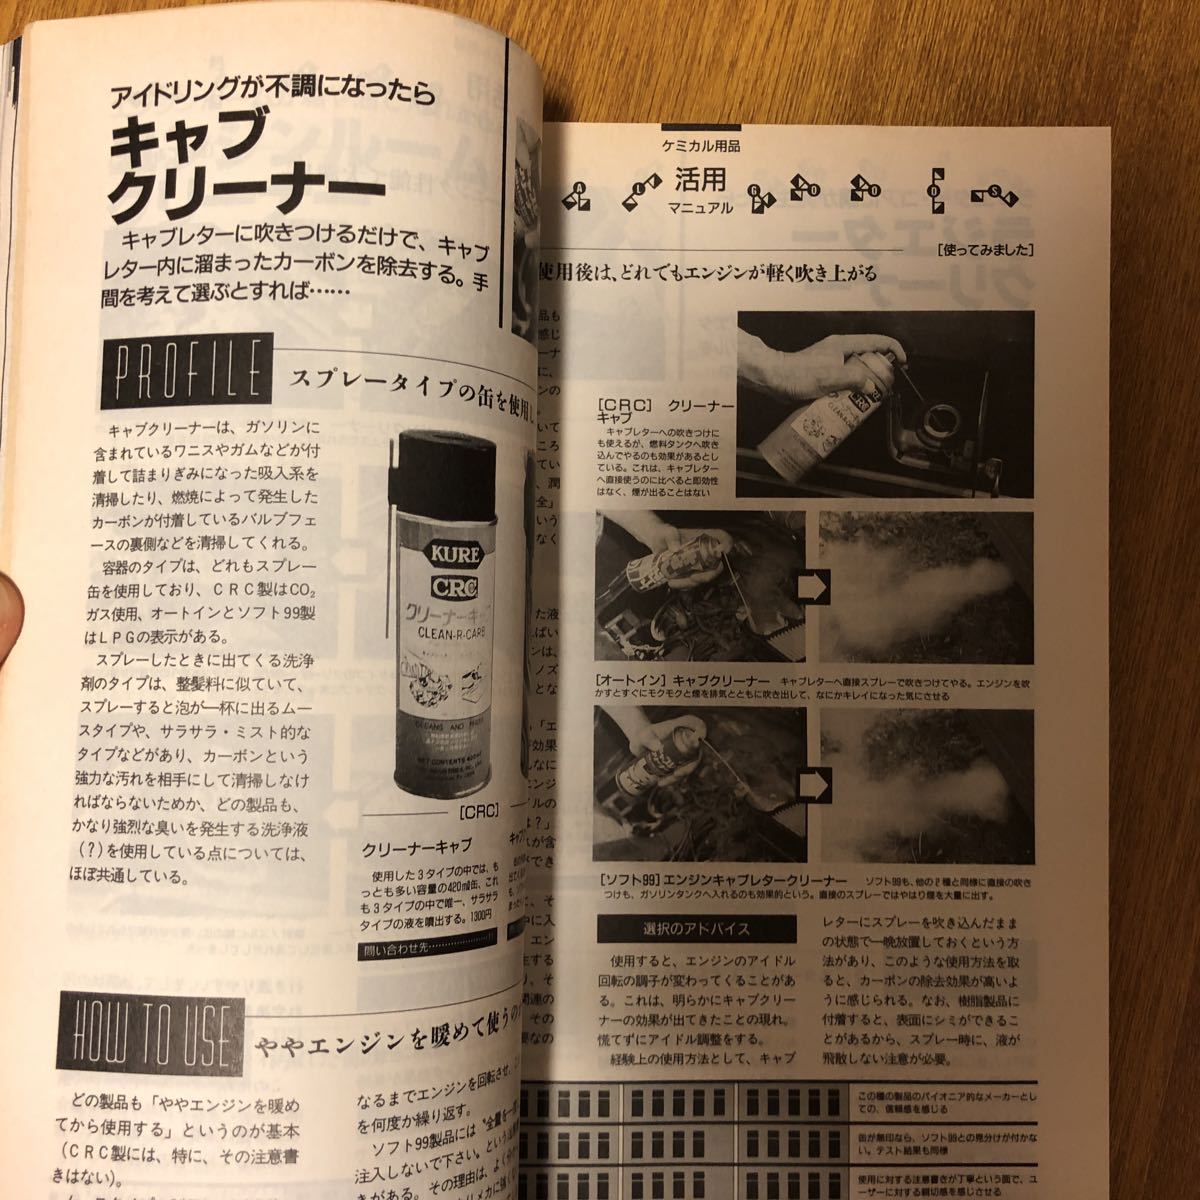 アイドリングが不調になったら
キャブ
クリーナー
キャブレターに吹きつけるだけで、キャブ
レター内に溜まったカーボンを除去する。手
間を考えて選ぶとすれば……
PROFILE
スプレータイプの缶を使用し
キャブクリーナーは、ガソリンに
含まれているワニスやガムなどが付
着して詰まりぎみになった吸入系を
清掃したり、燃焼によって発生した
カーボンが付着しているバルブフェ
ースの裏側などを清掃してくれる。
容器のタイプは、どれもスプレー
缶を使用しており、CRC製はCO₂
ガス使用、オートインとソフト99製
はLPGの表示がある。
スプレーしたときに出てくる洗浄
剤のタイプは、整髪料に似ていて、
スプレーすると泡が一杯に出るムー
スタイプや、サラサラ・ミスト的な
タイプなどがあり、カーボンという
強力な汚れを相手にして清掃しなけ
ればならないためか、どの製品も、
かなり強烈な臭いを発生する洗浄液
(?)を使用している点については、
ほぼ共通している。
KURE
CRC
クリーナーキャブ
CLEAN-R-CARB
[CRC]
クリーナーキャブ
使用した3タイプの中では、も
っとも多い容量の420㎖缶、これ
も3タイプの中で唯一、サラサラ
タイプの液を噴出する。1300円
問い合わせ先
HOW TO USE
ややエンジンを暖めて使うの
どの製品も「ややエンジンを暖め
てから使用する」というのが基本
(CRC製には、特に、その注意書
きはない)。
なるまでエンジンを回転させ、
を何度か繰り返す。
ソフト99製品には"全量を一
注入しないで下さい。という注意
きがある。その理由は、よく
ケミカル用品
活用
マニュアル
[使ってみました]
使用後は、どれでもエンジンが軽く吹き上がる
[CRC] クリーナー
キャブ
キャブレターへの吹きつけに
も使えるが、燃料タンクへ吹き
込んでやるのも効果があるとし
ている。これは、キャブレター
へ直接使うのに比べると即効性
はなく、煙が出ることはない
KURE
CRC
CLEAN-R-CARB
[オートイン] キャブクリーナー キャブレターへ直接スプレーで吹きつけてやる。エンジンを吹
かすとすぐにモクモクと煙を排気とともに吹き出して、なにかキレイになった気にさせる
[ソフト99]エンジンキャブレタークリーナー ソフト99も、他の2種と同様に直接の吹き
つけも、ガソリンタンクへ入れるのも効果的という。直接のスプレーではやはり煙を大量に出す。
選択のアドバイス
使用すると、エンジンのアイドル
回転の調子が変わってくることがあ
る。これは、明らかにキャブクリー
ナーの効果が出てきたことの現れ。
慌てずにアイドル調整をする。
経験上の使用方法として、キャブ
レターにスプレーを吹き込んだまま
の状態で一晩放置しておくという方
法があり、このような使用方法を取
ると、カーボンの除去効果が高いよ
うに感じられる。なお、樹脂製品に
付着すると、表面にシミができるこ
とがあるから、スプレー時に、液が
飛散しない注意が必要。
この種の製品のパイオニア的なメーカーとし
ての、信頼感を感じる
缶が無印なら、ソフト99との見分けが付かな
い。テスト結果も同様
使用に対する注意書きが丁寧という面で、ユ
ーザーに対する親切感を感じさせる